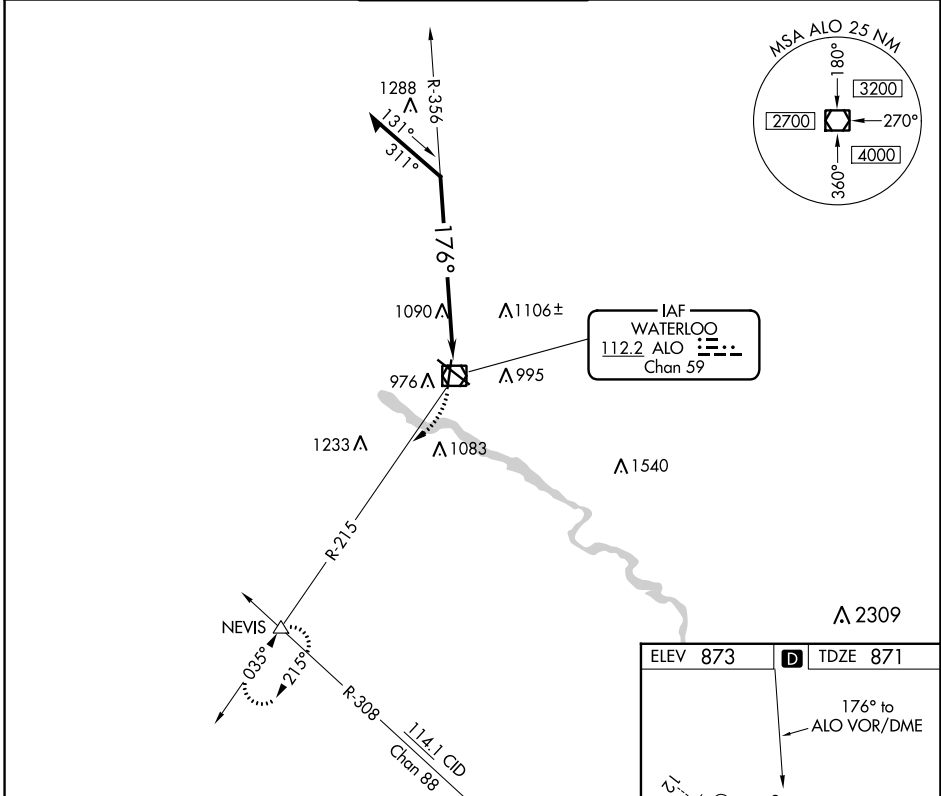 MSA ALO 25 NM
180°
3200
2700
270°
4000
360°
R-356
1288
131°
311°
176°
1090
1106±
IAF
WATERLOO
112.2 ALO
Chan 59
976
995
1233
1083
1540
R-215
NEVIS
035°
215°
R-308
114.1 CID
Chan 88
2309
ELEV 873
D
TDZE 871
176° to
ALO VOR/DME
12